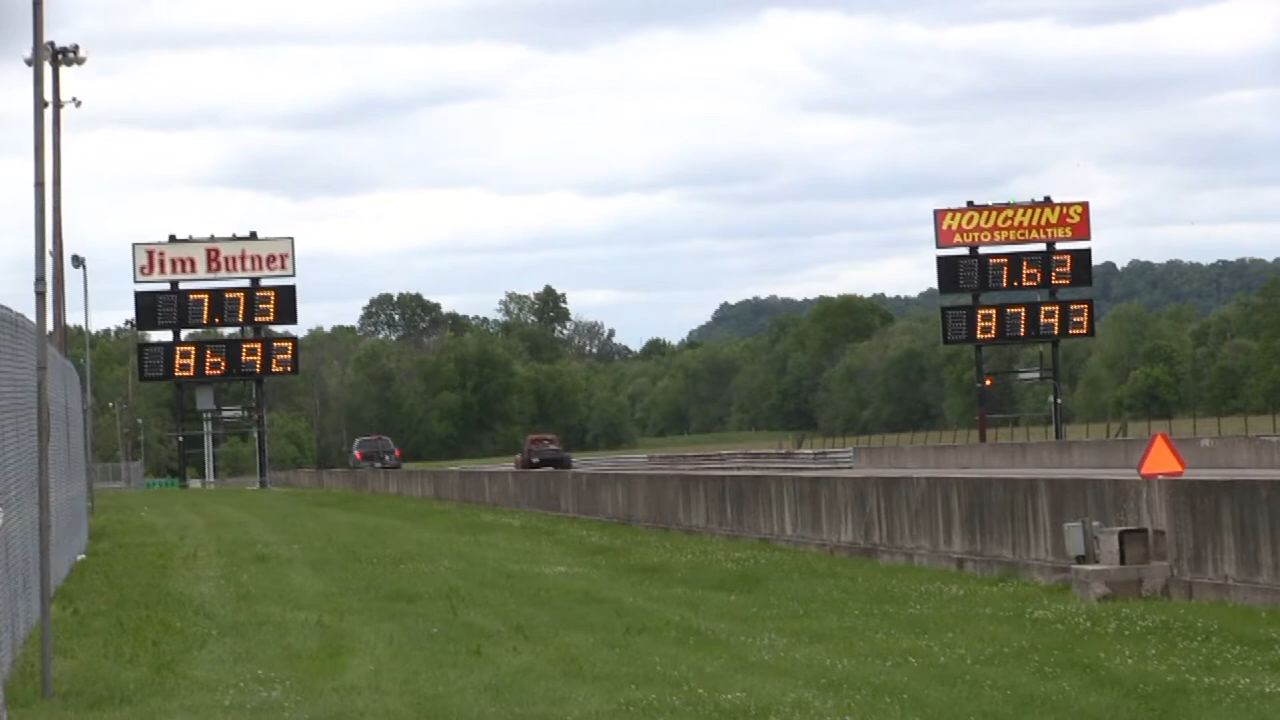 Jim Butner
7.73
86.92
HOUCHIN'S
AUTO SPECIALTIES
7.62
87.93